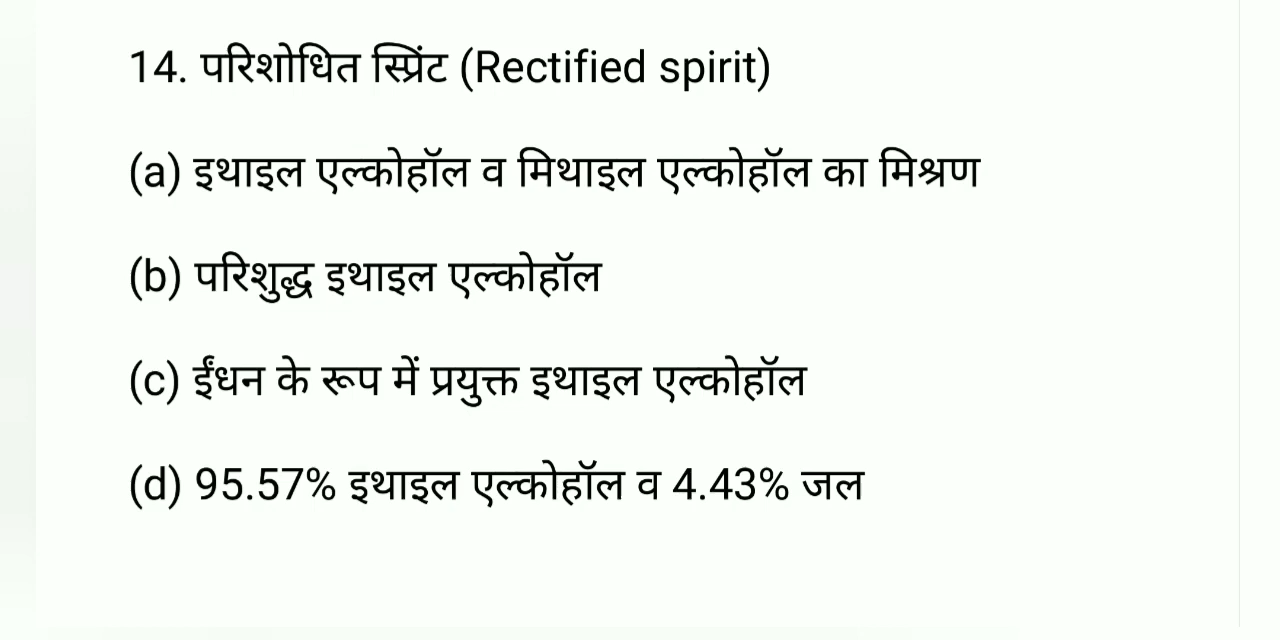 14. परिशोधित स्प्रिंट (Rectified spirit)
(a) इथाइल एल्कोहॉल व मिथाइल एल्कोहॉल का मिश्रण
(b) परिशुद्ध इथाइल एल्कोहॉल
(c) ईंधन के रूप में प्रयुक्त इथाइल एल्कोहॉल
(d) 95.57% इथाइल एल्कोहॉल व 4.43% जल